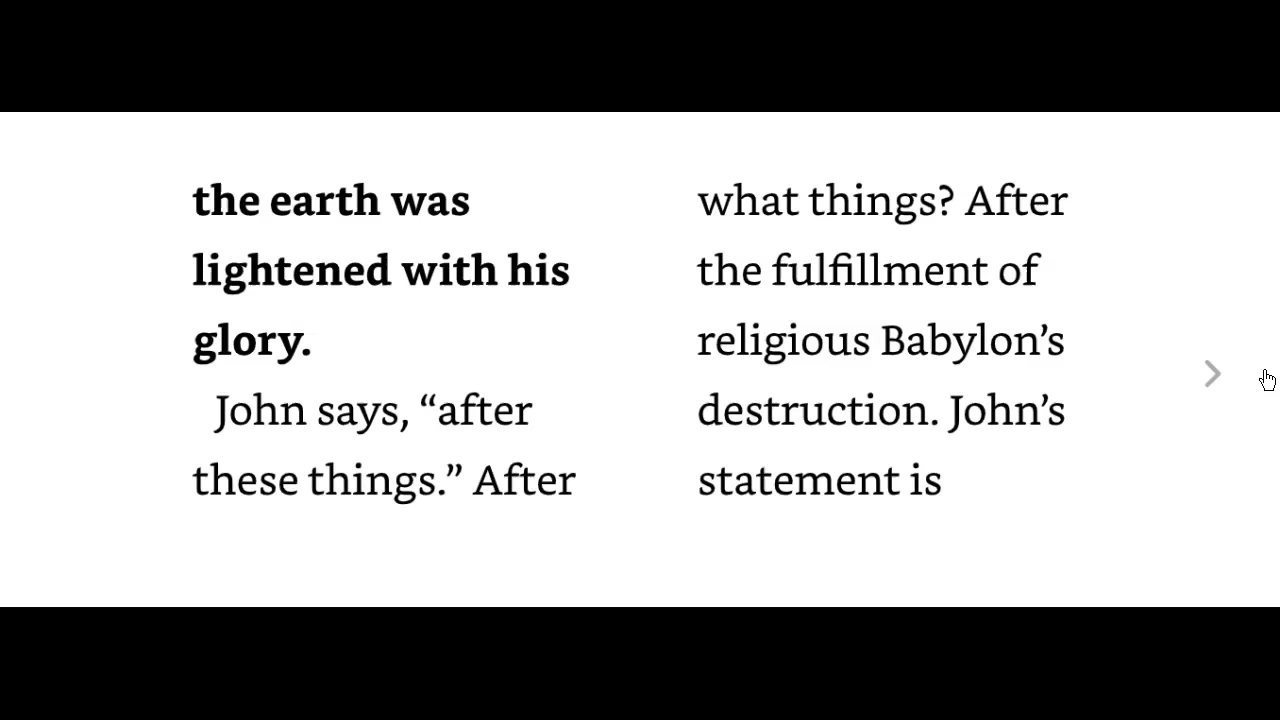 the earth was
lightened with his
glory.
John says, “after
these things.” After
what things? After
the fulfillment of
religious Babylon’s
destruction. John’s
statement is